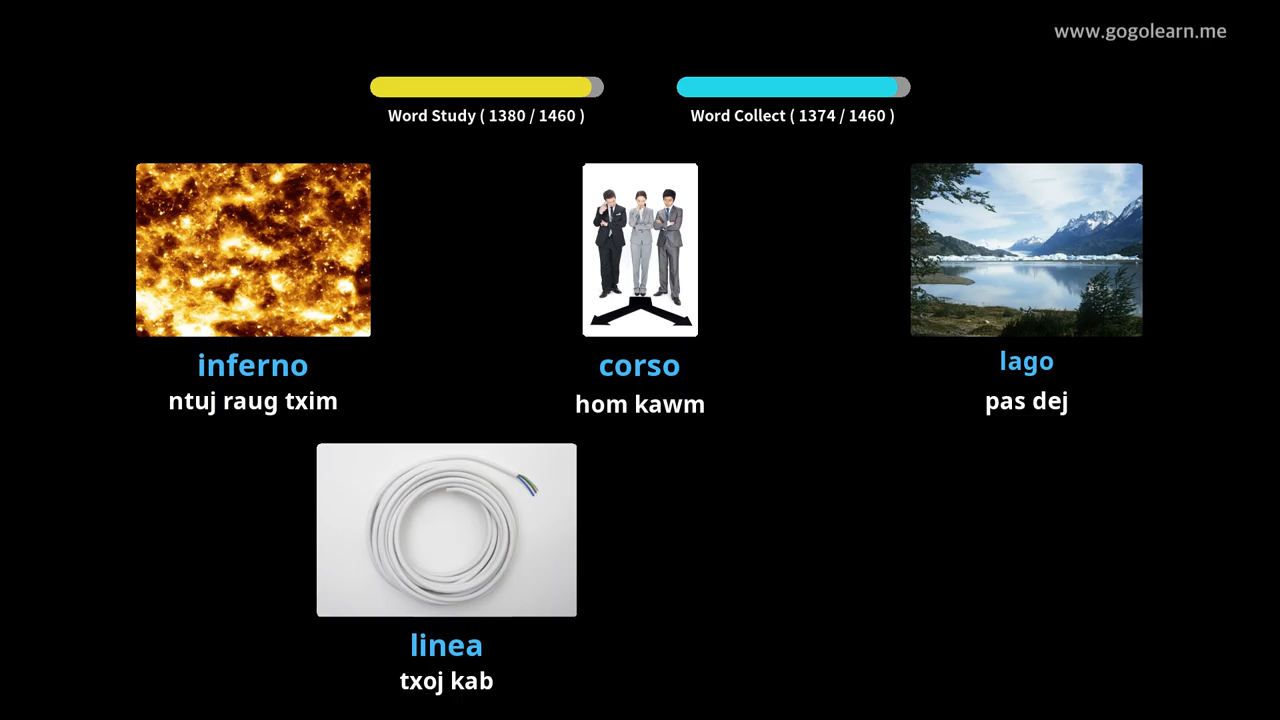 www.gogolearn.me
Word Study ( 1380 / 1460 )
Word Collect ( 1374 / 1460 )
inferno
ntuj raug txim
corso
hom kawm
lago
pas dej
linea
txoj kab